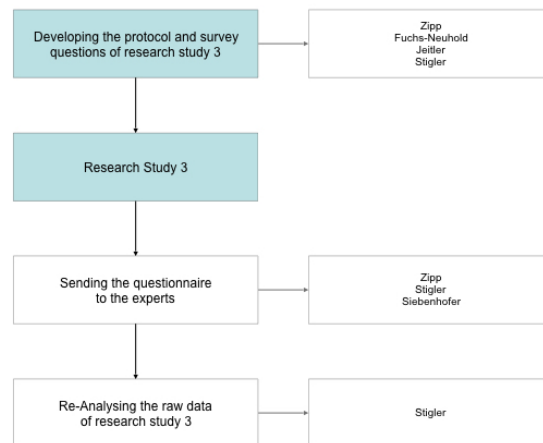 Developing the protocol and survey
questions of research study 3
Zipp
Fuchs-Neuhold
Jeitler
Stigler
Research Study 3
Sending the questionnaire
to the experts
Zipp
Stigler
Siebenhofer
Re-Analysing the raw data
of research study 3
Stigler